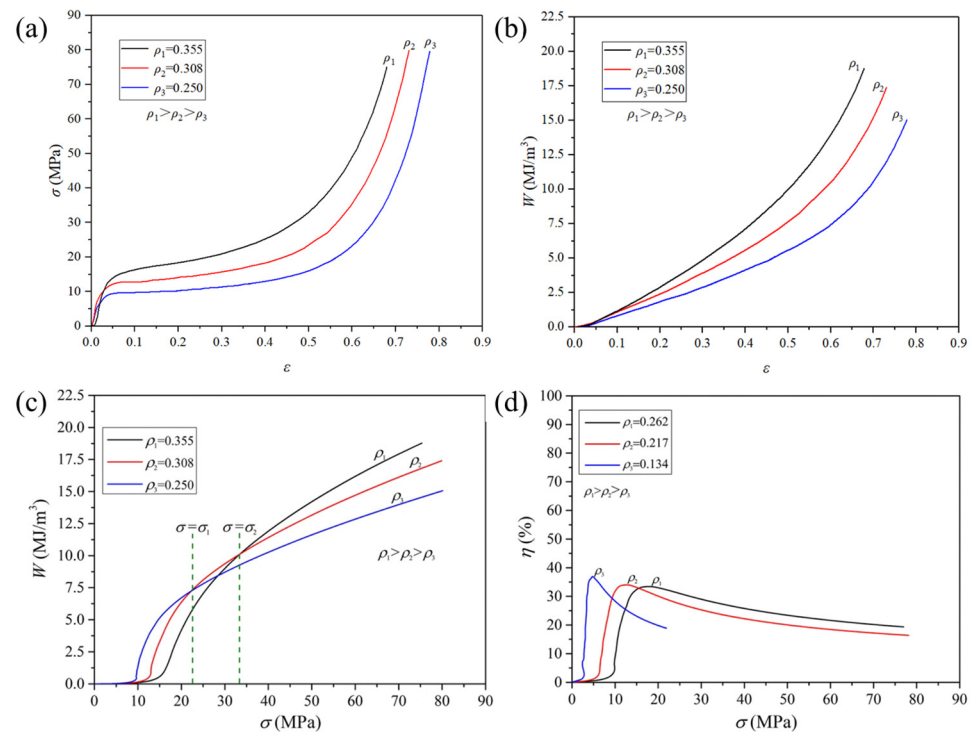 (a)
90
80
70
60
50
40
30
20
10
0
σ (MPa)
ρ1=0.355
ρ2=0.308
ρ3=0.250
ρ1>ρ2>ρ3
ρ1
ρ2
ρ3
0.0 0.1 0.2 0.3 0.4 0.5 0.6 0.7 0.8 0.9
ε
(b)
22.5
20.0
17.5
15.0
12.5
10.0
7.5
5.0
2.5
0.0
W (MJ/m³)
ρ1=0.355
ρ2=0.308
ρ3=0.250
ρ1>ρ2>ρ3
ρ1
ρ2
ρ3
0.0 0.1 0.2 0.3 0.4 0.5 0.6 0.7 0.8 0.9
ε
(c)
22.5
20.0
17.5
15.0
12.5
10.0
7.5
5.0
2.5
0.0
W (MJ/m³)
ρ1=0.355
ρ2=0.308
ρ3=0.250
σ=σ1
σ=σ2
ρ1
ρ2
ρ3
ρ1>ρ2>ρ3
0 10 20 30 40 50 60 70 80 90
σ (MPa)
(d)
100
90
80
70
60
50
40
30
20
10
0
η (%)
ρ1=0.262
ρ2=0.217
ρ3=0.134
ρ1>ρ2>ρ3
ρ3
ρ2
ρ1
0 10 20 30 40 50 60 70 80 90
σ (MPa)